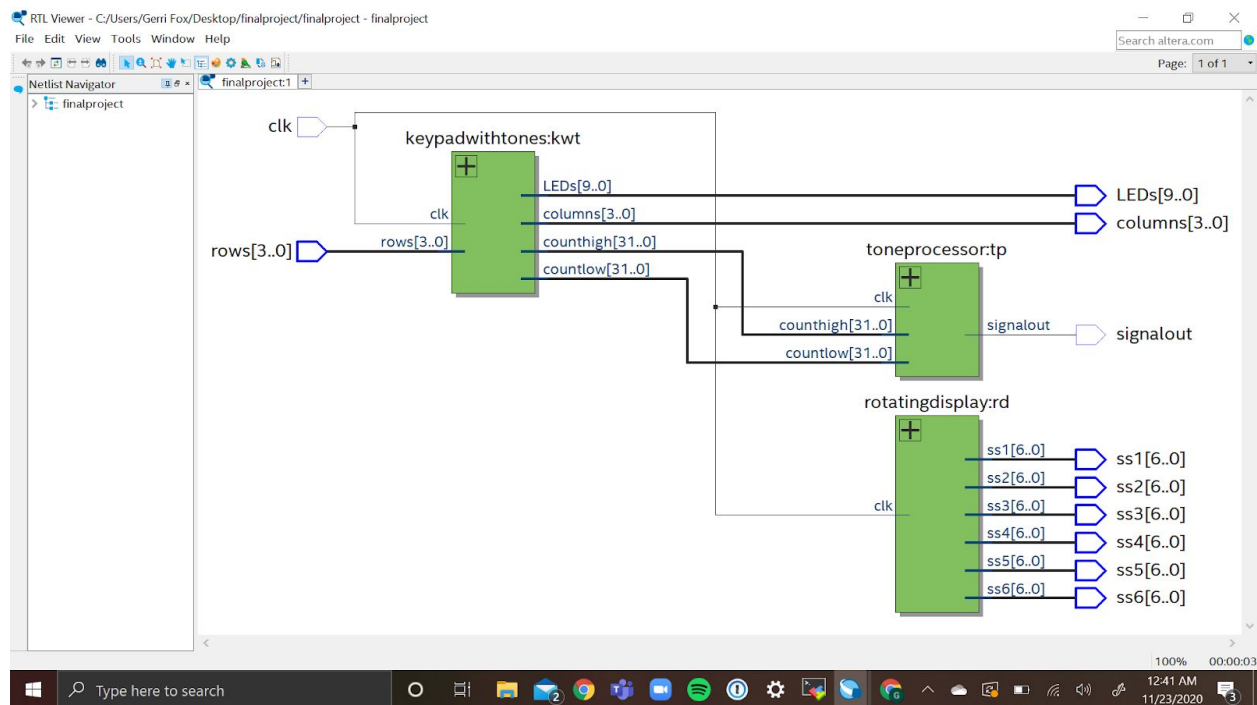 RTL Viewer - C:/Users/Gerri Fox/Desktop/finalproject/finalproject - finalproject
File Edit View Tools Window Help
Search altera.com
Page: 1 of 1
Netlist Navigator
finalproject:1
finalproject
clk
keypadwithtones:kwt
LEDs[9..0]
LEDs[9..0]
clk
columns[3..0]
columns[3..0]
rows[3..0]
rows[3..0]
counthigh[31..0]
countlow[31..0]
toneprocessor:tp
clk
counthigh[31..0]
signalout
signalout
countlow[31..0]
rotatingdisplay:rd
ss1[6..0]
ss1[6..0]
ss2[6..0]
ss2[6..0]
clk
ss3[6..0]
ss3[6..0]
ss4[6..0]
ss4[6..0]
ss5[6..0]
ss5[6..0]
ss6[6..0]
ss6[6..0]
100% 00:00:03
Type here to search
2
12:41 AM
11/23/2020
3